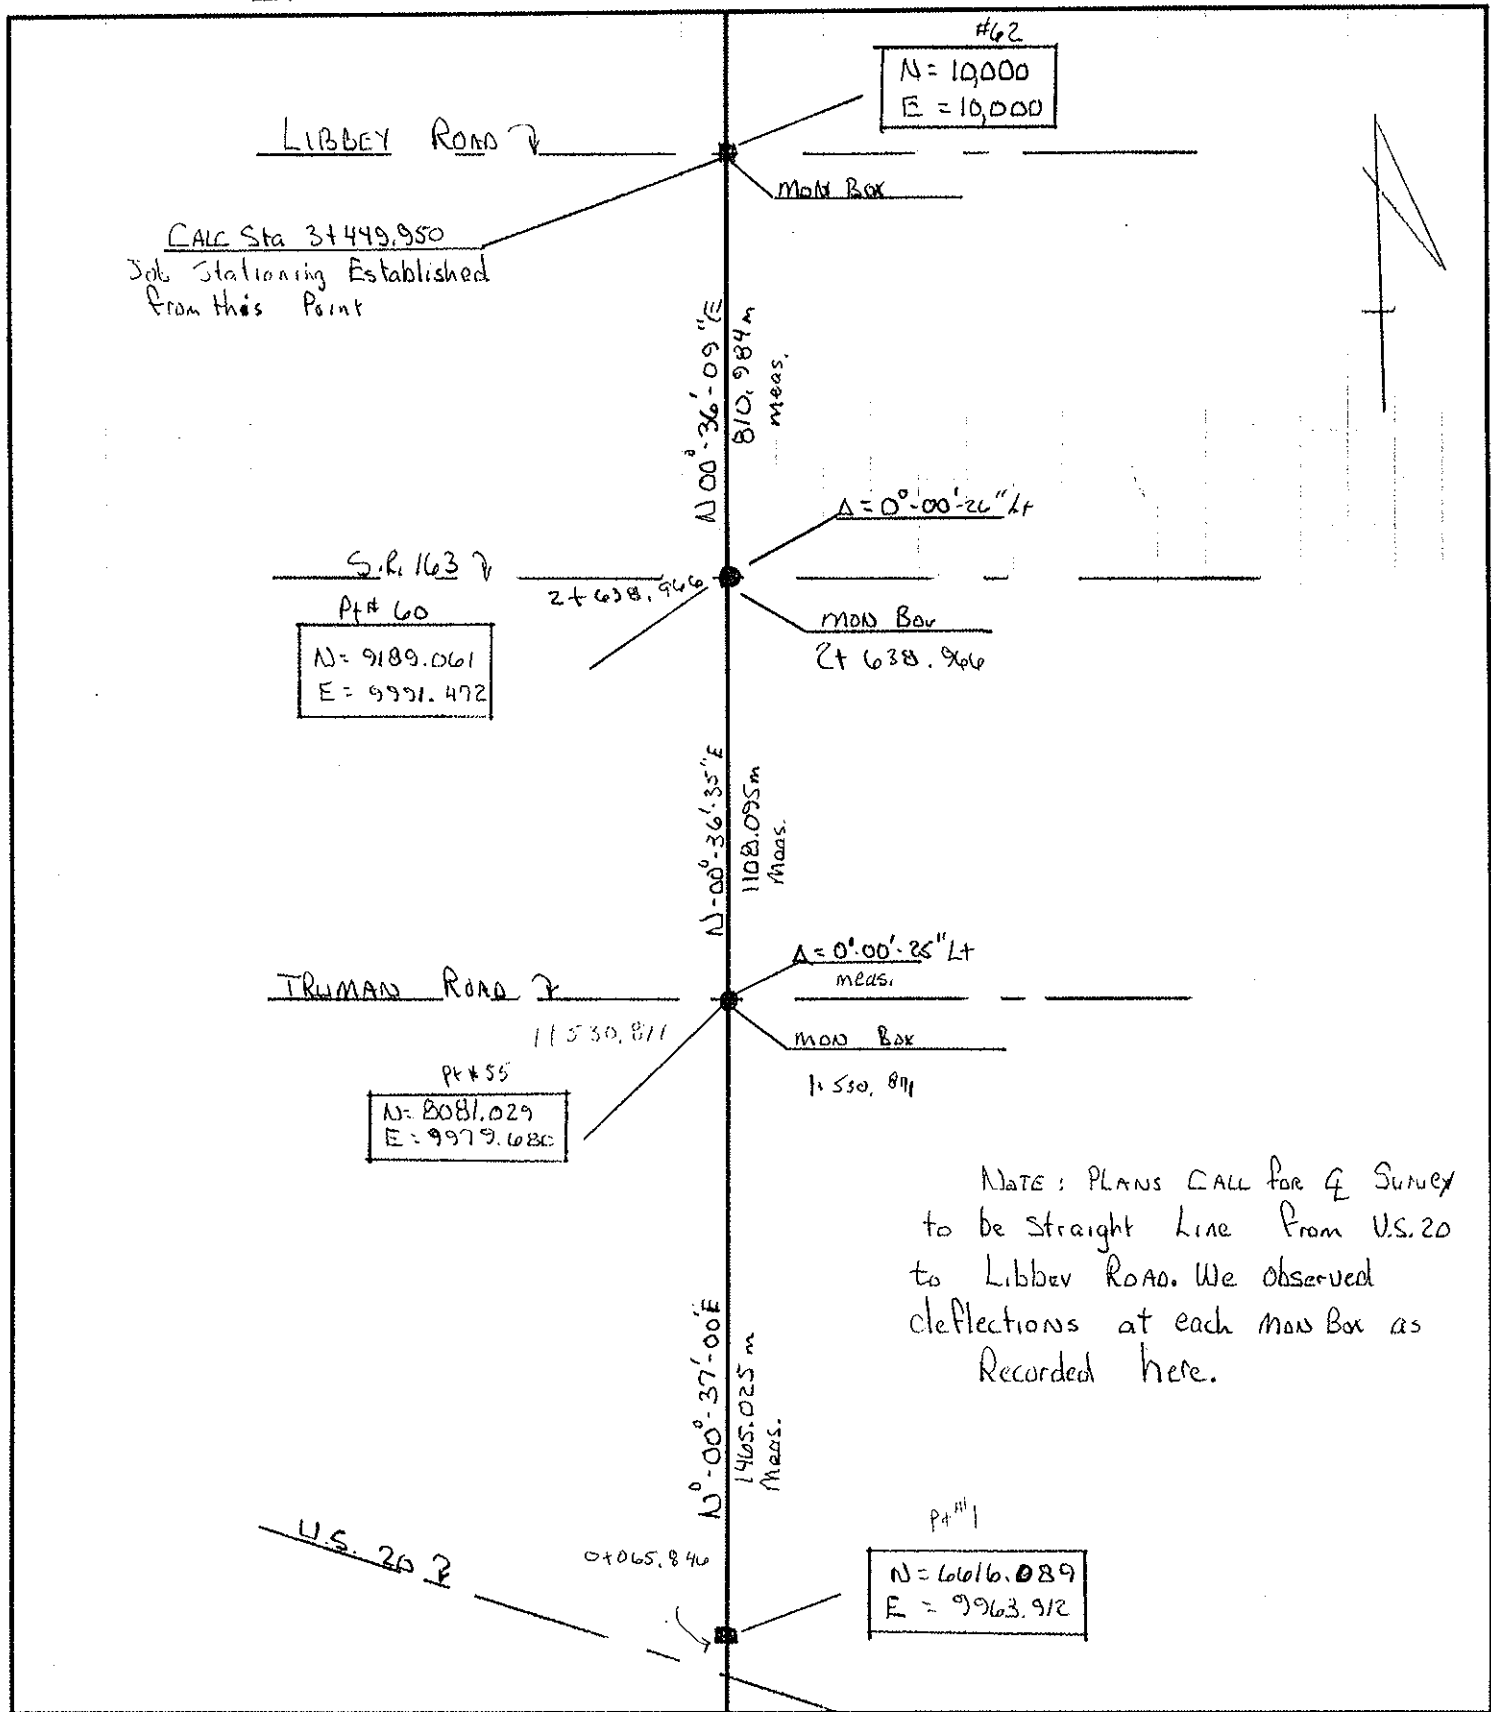 #62
N = 10,000
E = 10,000
LIBBEY ROAD
MON BOX
CALC Sta 3+449.950
Job Stationing Established
from this Point
N 00°-36'-09"E
810.984m
meas.
Δ = 0°-00'-26" Lt
S.R. 163
2+638.966
Pt# 60
MON Box
2+638.966
N = 9189.061
E = 9991.472
N-00°-36'-35"E
1108.095m
Meas.
Δ = 0°-00'-25" Lt
meas.
TRUMAN ROAD
1+530.871
MON BOX
1+530.871
Pt# 55
N = 8081.029
E = 9979.680
NOTE: PLANS CALL for ℄ Survey
to be Straight Line from U.S. 20
to Libbey ROAD. We observed
deflections at each MON Box as
Recorded here.
N°-00°-37'-00"E
1465.025 m
Meas.
Pt# 1
U.S. 20
0+065.846
N = 6616.089
E = 9963.912